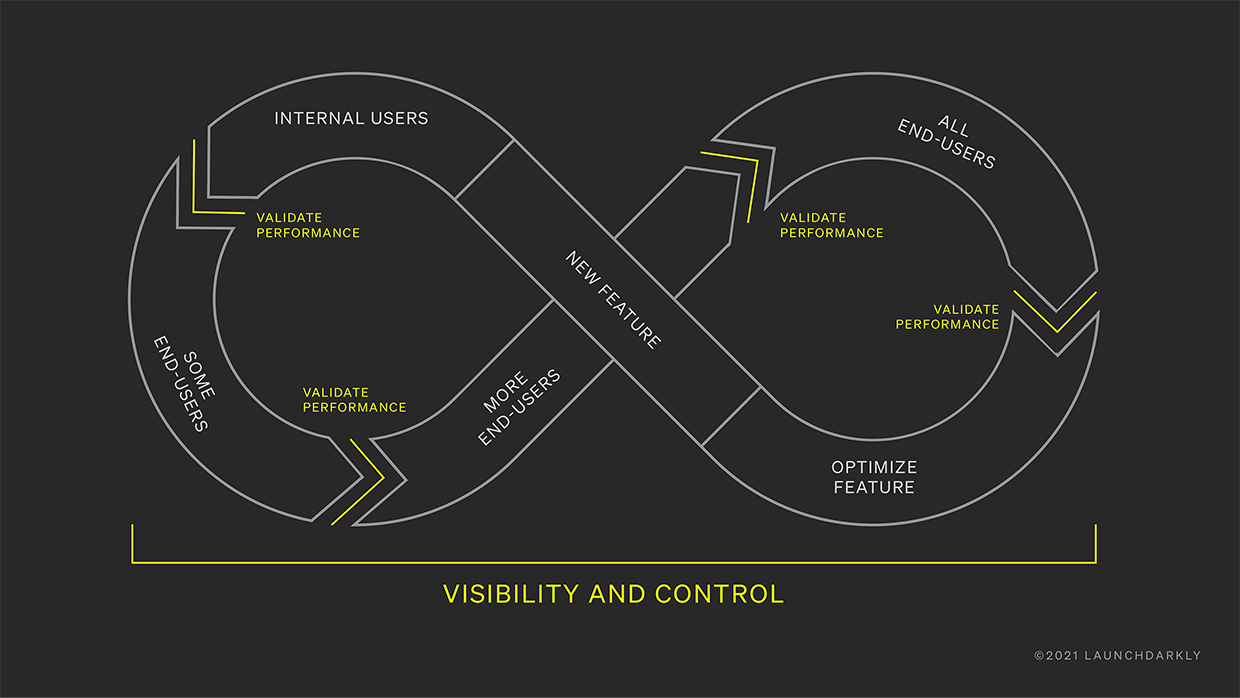 INTERNAL USERS
ALL
END-USERS
VALIDATE
PERFORMANCE
VALIDATE
PERFORMANCE
NEW FEATURE
VALIDATE
PERFORMANCE
SOME
END-USERS
VALIDATE
PERFORMANCE
MORE
END-USERS
OPTIMIZE
FEATURE
VISIBILITY AND CONTROL
©2021 LAUNCHDARKLY